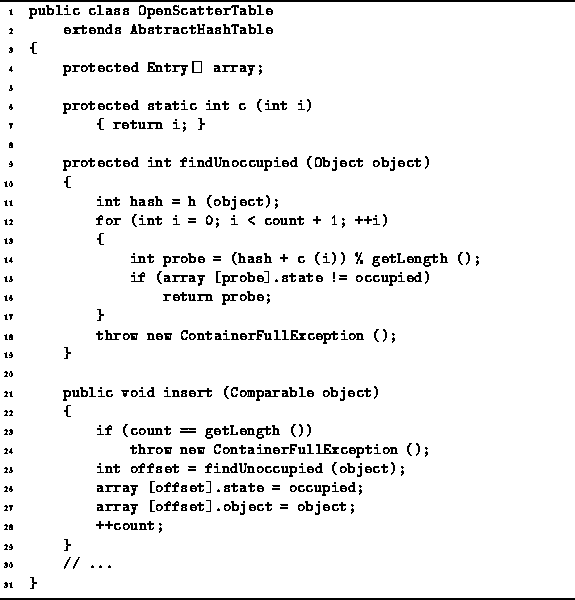 1 public class OpenScatterTable
2 extends AbstractHashTable
3 {
4 protected Entry[] array;
5
6 protected static int c (int i)
7 { return i; }
8
9 protected int findUnoccupied (Object object)
10 {
11 int hash = h (object);
12 for (int i = 0; i < count + 1; ++i)
13 {
14 int probe = (hash + c (i)) % getLength ();
15 if (array [probe].state != occupied)
16 return probe;
17 }
18 throw new ContainerFullException ();
19 }
20
21 public void insert (Comparable object)
22 {
23 if (count == getLength ())
24 throw new ContainerFullException ();
25 int offset = findUnoccupied (object);
26 array [offset].state = occupied;
27 array [offset].object = object;
28 ++count;
29 }
30 // ...
31 }